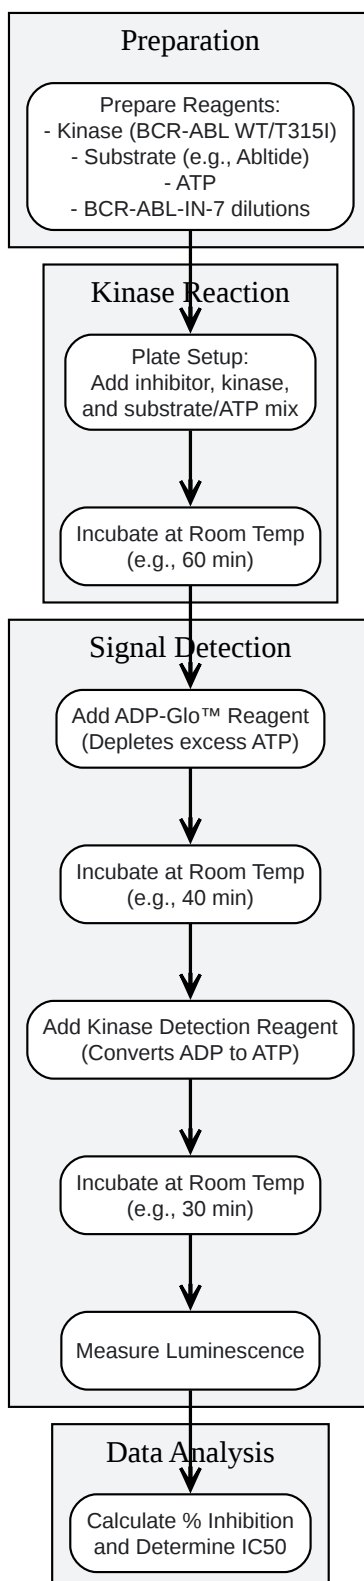 Preparation
Prepare Reagents:
- Kinase (BCR-ABL WT/T315I)
- Substrate (e.g., Abltide)
- ATP
- BCR-ABL-IN-7 dilutions
Kinase Reaction
Plate Setup:
Add inhibitor, kinase,
and substrate/ATP mix
Incubate at Room Temp
(e.g., 60 min)
Signal Detection
Add ADP-Glo™ Reagent
(Depletes excess ATP)
Incubate at Room Temp
(e.g., 40 min)
Add Kinase Detection Reagent
(Converts ADP to ATP)
Incubate at Room Temp
(e.g., 30 min)
Measure Luminescence
Data Analysis
Calculate % Inhibition
and Determine IC50